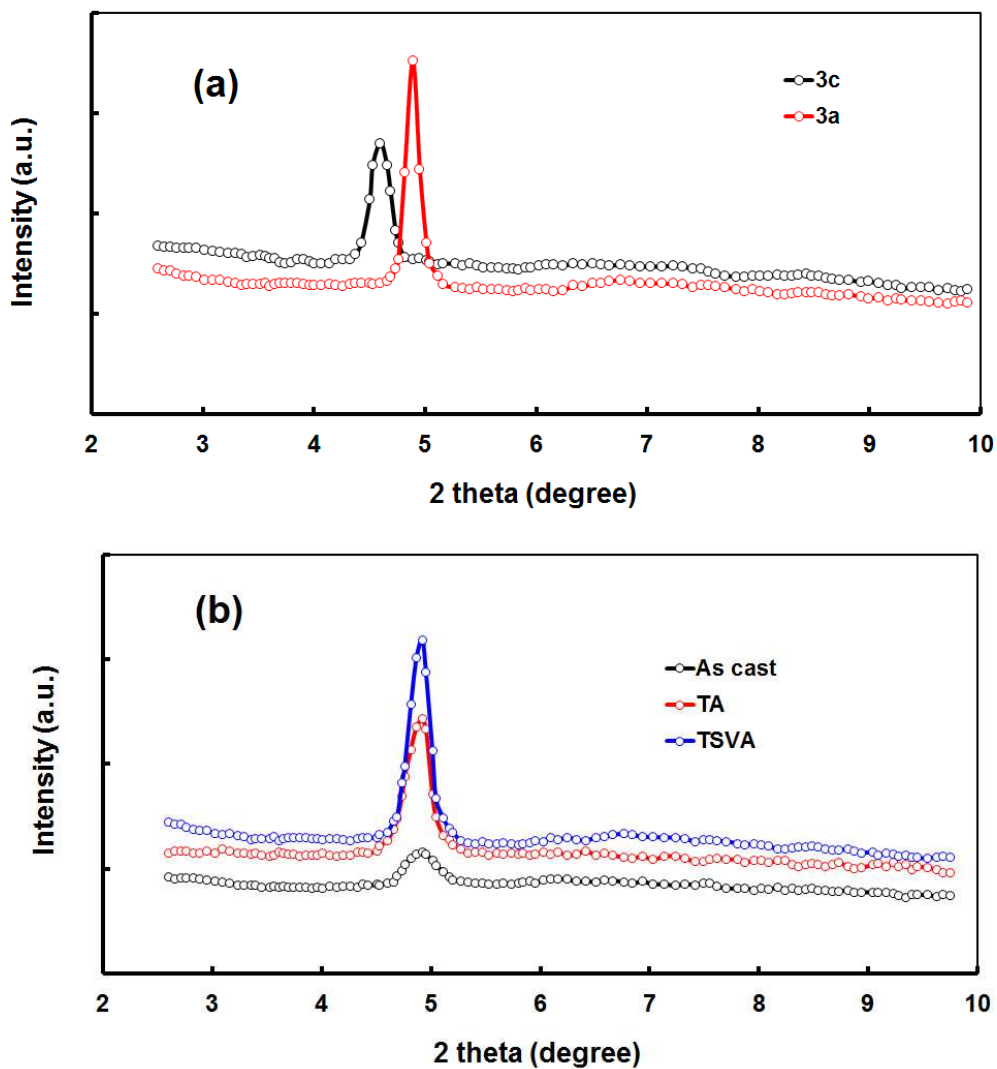 (a)
3c
3a
Intensity (a.u.)
2 3 4 5 6 7 8 9 10
2 theta (degree)
(b)
As cast
TA
TSVA
Intensity (a.u.)
2 3 4 5 6 7 8 9 10
2 theta (degree)